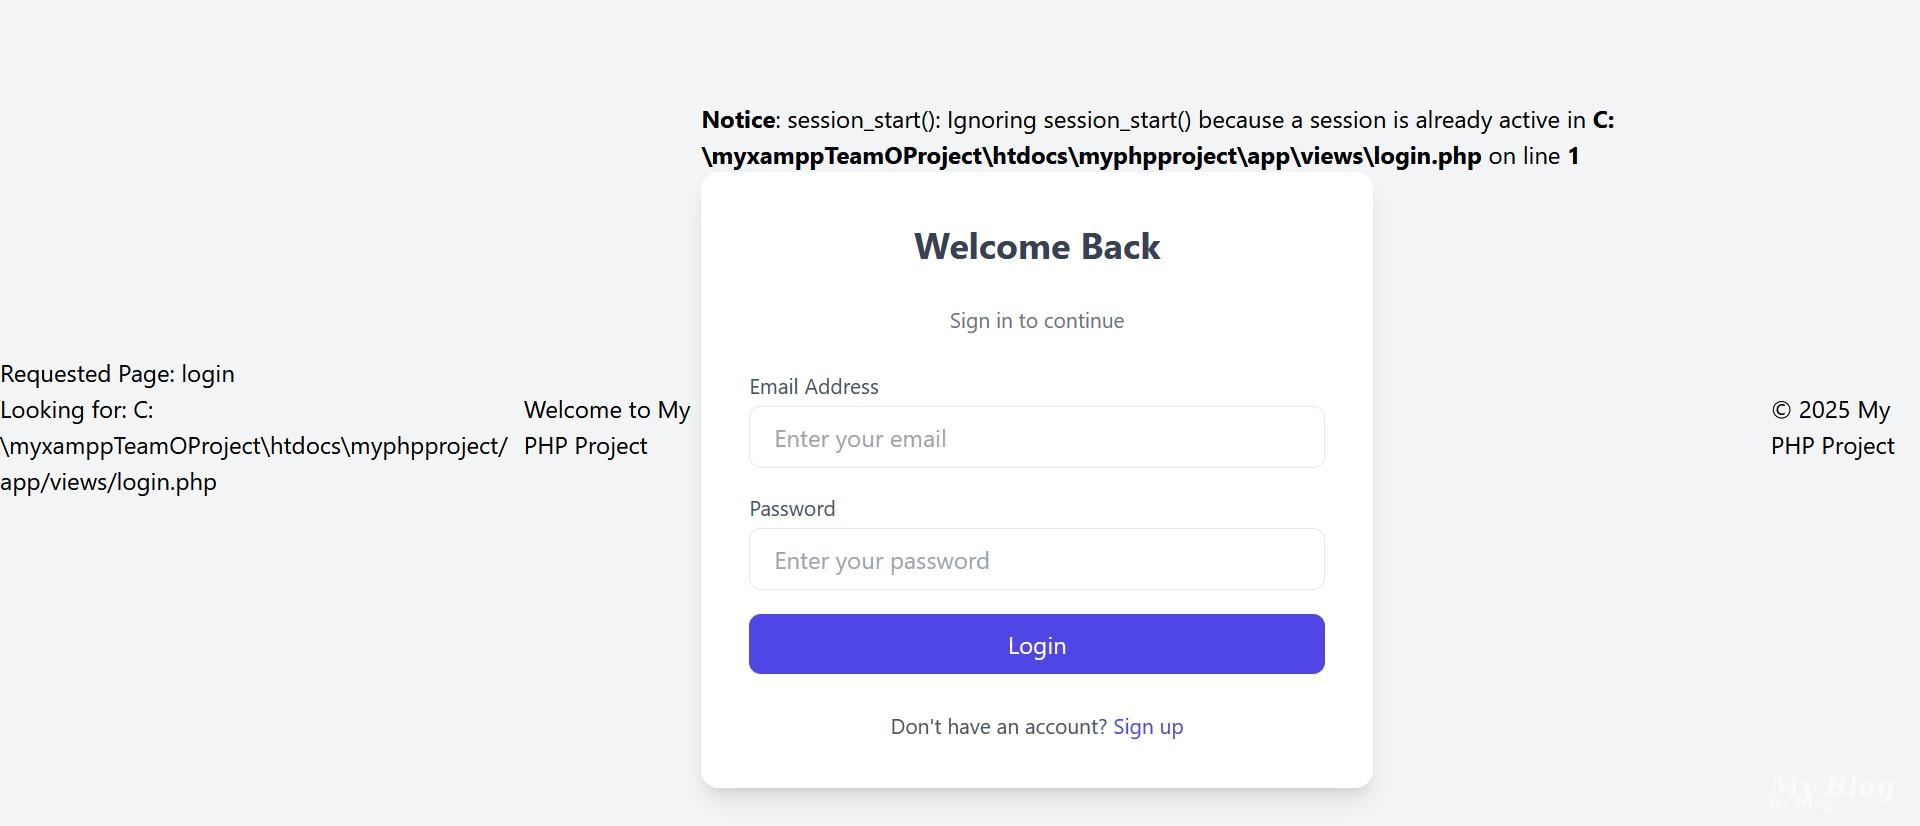 Notice: session_start(): Ignoring session_start() because a session is already active in C:
\myxamppTeamOProject\htdocs\myphpproject\app\views\login.php on line 1
Welcome Back
Sign in to continue
Requested Page: login
Looking for: C:
\myxamppTeamOProject\htdocs\myphpproject/
app/views/login.php
Welcome to My
PHP Project
Email Address
Enter your email
Password
Enter your password
Login
Don't have an account? Sign up
© 2025 My
PHP Project
My Blog
My Blog